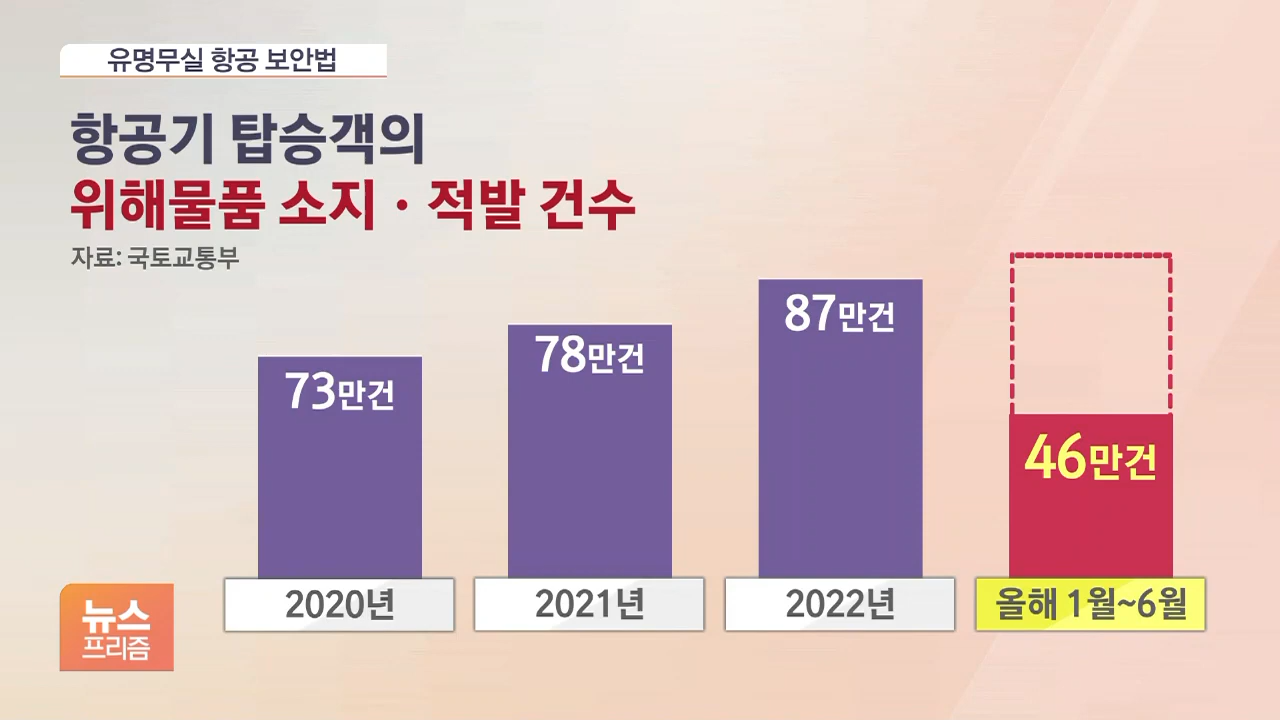 유명무실 항공 보안법
항공기 탑승객의
위해물품 소지 · 적발 건수
자료: 국토교통부
73만건
78만건
87만건
46만건
2020년
2021년
2022년
올해 1월~6월
뉴스
프리즘